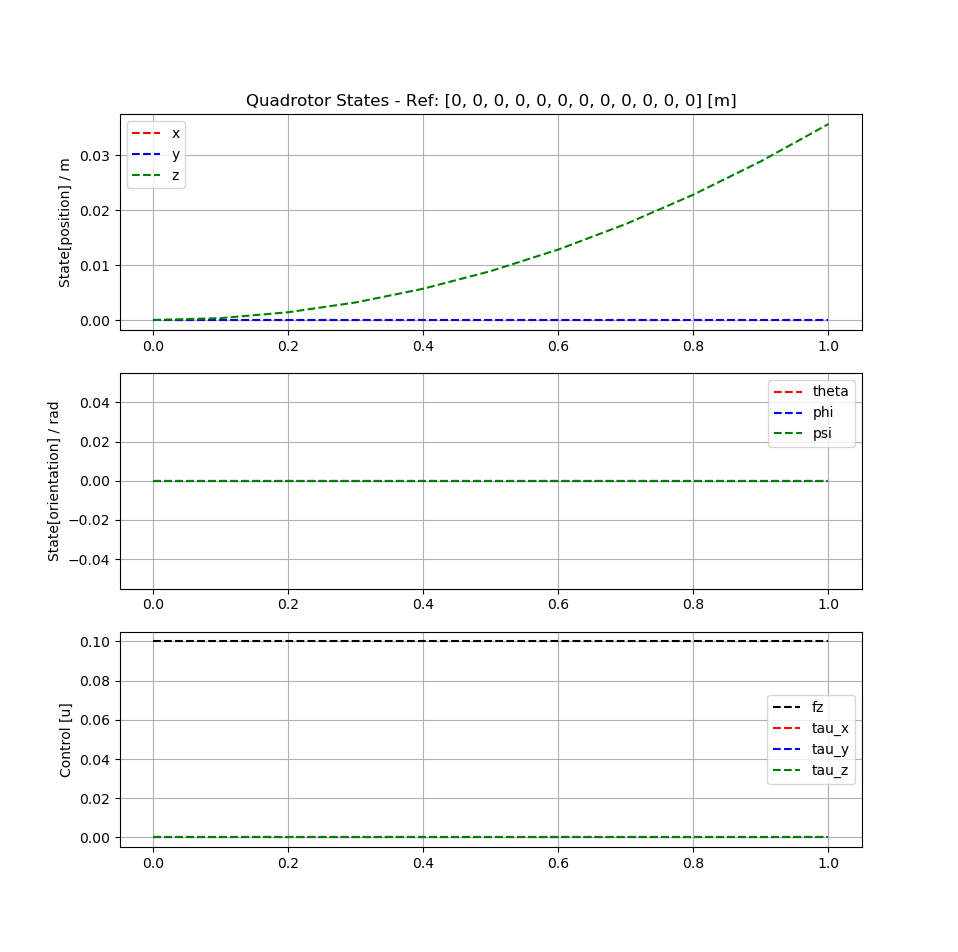 Quadrotor States - Ref: [0, 0, 0, 0, 0, 0, 0, 0, 0, 0, 0, 0] [m]
State[position] / m
0.03
0.02
0.01
0.00
x
y
z
0.0 0.2 0.4 0.6 0.8 1.0
State[orientation] / rad
0.04
0.02
0.00
−0.02
−0.04
theta
phi
psi
0.0 0.2 0.4 0.6 0.8 1.0
Control [u]
0.10
0.08
0.06
0.04
0.02
0.00
fz
tau_x
tau_y
tau_z
0.0 0.2 0.4 0.6 0.8 1.0